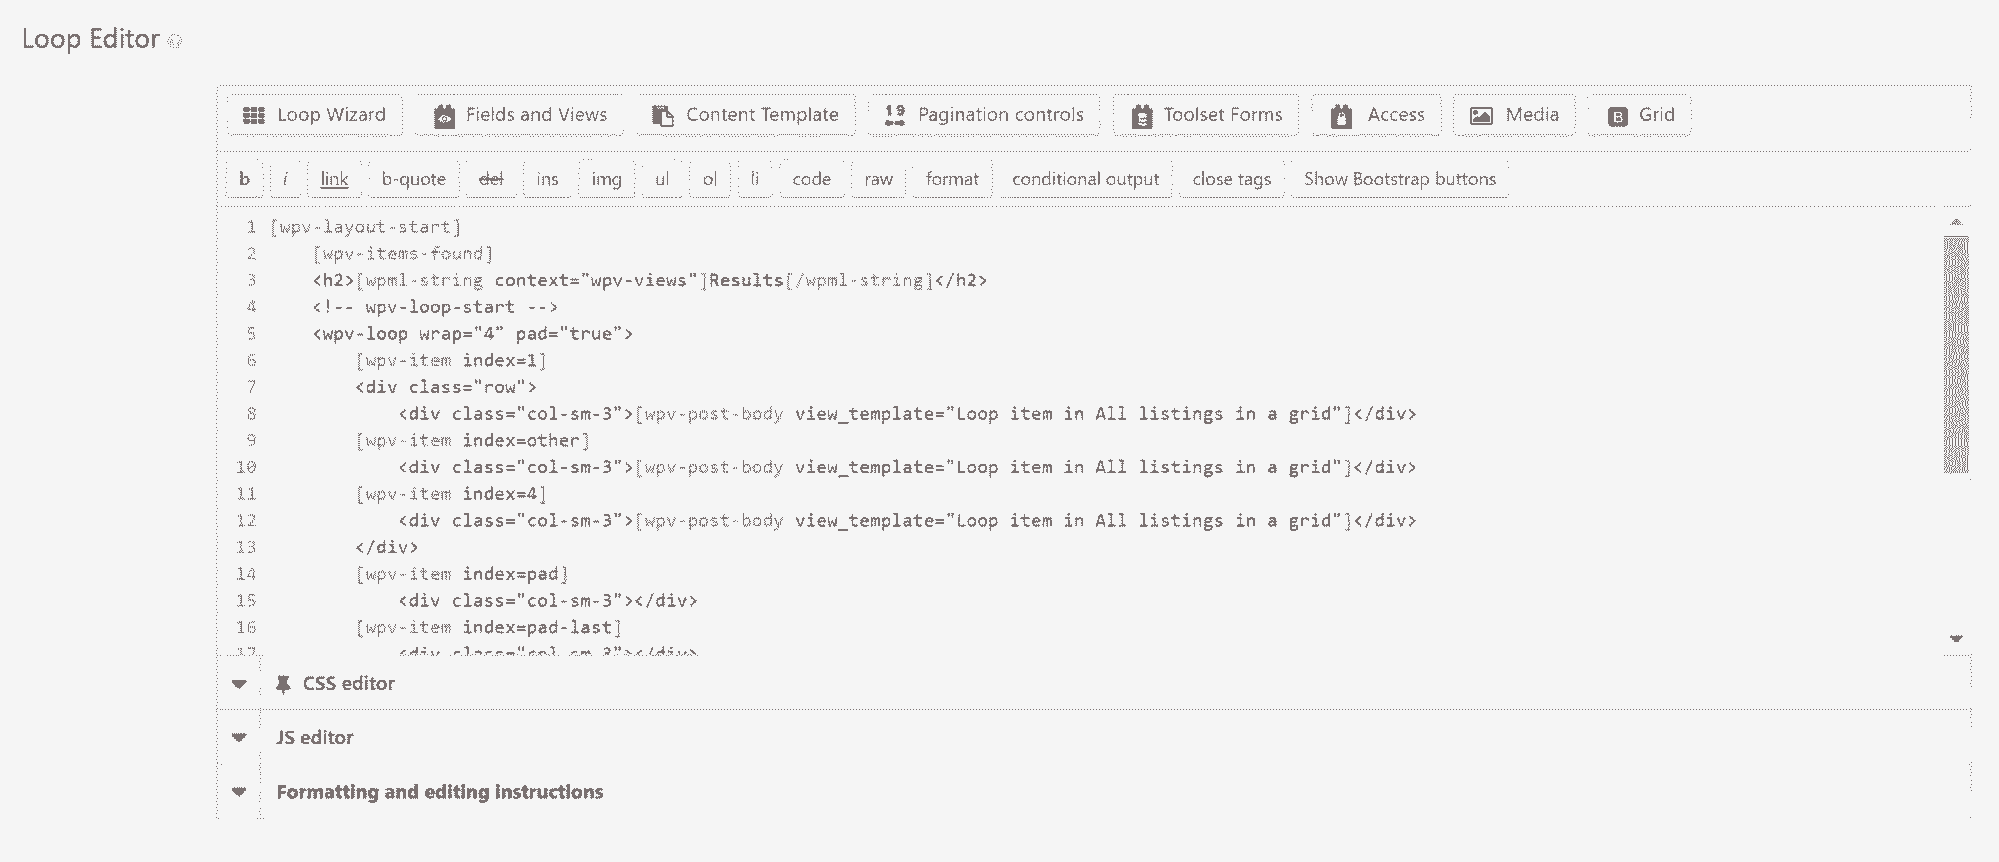 Loop Editor
Loop Wizard Fields and Views Content Template Pagination controls Toolset Forms Access Media Grid
b i link b-quote del ins img ul ol li code raw format conditional output close tags Show Bootstrap buttons
1 [wpv-layout-start]
2 [wpv-items-found]
3 <h2>[wpml-string context="wpv-views"]Results[/wpml-string]</h2>
4 <!-- wpv-loop-start -->
5 <wpv-loop wrap="4" pad="true">
6 [wpv-item index=1]
7 <div class="row">
8 <div class="col-sm-3">[wpv-post-body view_template="Loop item in All listings in a grid"]</div>
9 [wpv-item index=other]
10 <div class="col-sm-3">[wpv-post-body view_template="Loop item in All listings in a grid"]</div>
11 [wpv-item index=4]
12 <div class="col-sm-3">[wpv-post-body view_template="Loop item in All listings in a grid"]</div>
13 </div>
14 [wpv-item index=pad]
15 <div class="col-sm-3"></div>
16 [wpv-item index=pad-last]
17 <div class="col-sm-3"></div>
CSS editor
JS editor
Formatting and editing instructions